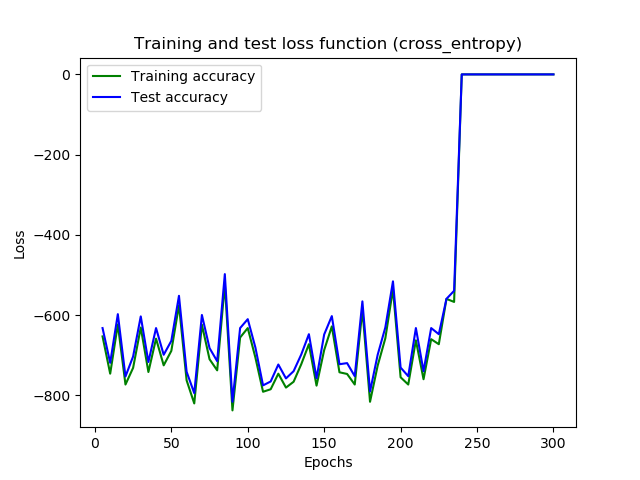 Training and test loss function (cross_entropy)
Training accuracy
Test accuracy
Loss
0
−200
−400
−600
−800
0 50 100 150 200 250 300
Epochs